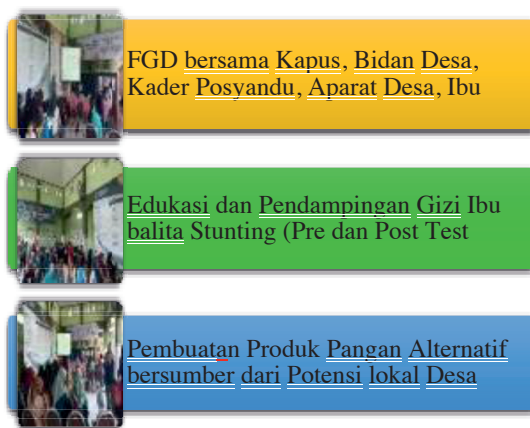 FGD bersama Kapus, Bidan Desa,
Kader Posyandu, Aparat Desa, Ibu
Edukasi dan Pendampingan Gizi Ibu
balita Stunting (Pre dan Post Test
Pembuatan Produk Pangan Alternatif
bersumber dari Potensi lokal Desa